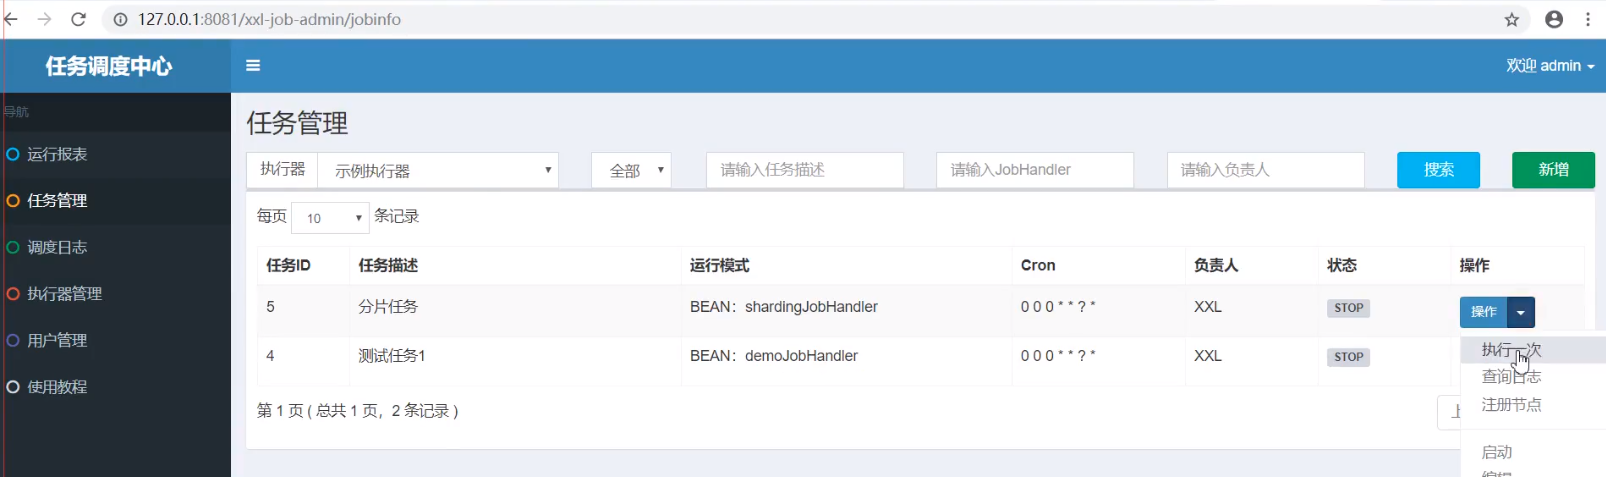 127.0.0.1:8081/xxl-job-admin/jobinfo
任务调度中心
欢迎 admin
导航
运行报表
任务管理
调度日志
执行器管理
用户管理
使用教程
任务管理
执行器 示例执行器 全部 请输入任务描述 请输入JobHandler 请输入负责人 搜索 新增
每页 10 条记录
任务ID 任务描述 运行模式 Cron 负责人 状态 操作
5 分片任务 BEAN：shardingJobHandler 0 0 0 * * ? * XXL STOP 操作
4 测试任务1 BEAN：demoJobHandler 0 0 0 * * ? * XXL STOP
执行一次
查询日志
注册节点
启动
第 1 页 ( 总共 1 页，2 条记录 )
上